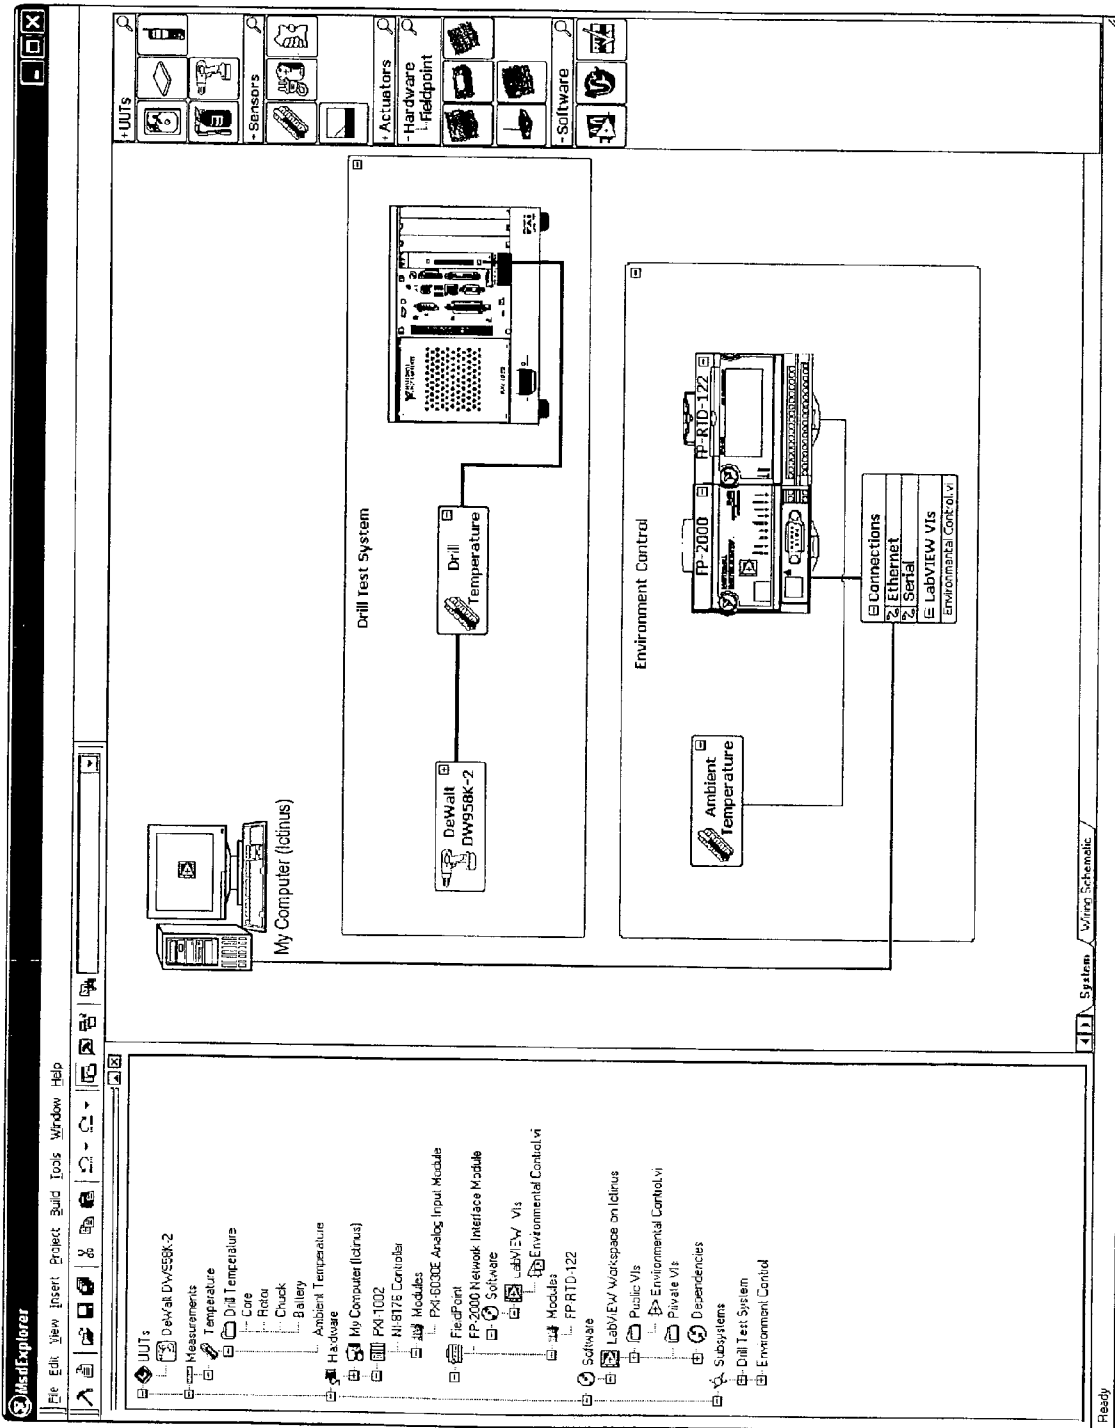 MsdExplorer
File Edit View Insert Project Build Tools Window Help
UUTs
DeWalt DW958K-2
Measurements
Temperature
Drill Temperature
Core
Rotor
Chuck
Battery
Ambient Temperature
Hardware
My Computer (Ictinus)
PXI-1002
NI-8176 Controller
Modules
PXI-6030E Analog Input Module
FieldPoint
FP-2000 Network Interface Module
Software
LabVIEW VIs
Environmental Control.vi
Modules
FP-RTD-122
Software
LabVIEW Workspace on Ictinus
Public VIs
Environmental Control.vi
Private VIs
Dependencies
Subsystems
Drill Test System
Environment Control
My Computer (Ictinus)
Drill Test System
DeWalt
DW958K-2
Drill
Temperature
PXI
Environment Control
Ambient
Temperature
FP-2000
FP-RTD-122
Connections
Ethernet
Serial
LabVIEW VIs
Environmental Control.vi
+UUTs
+Sensors
+Actuators
-Hardware
Fieldpoint
-Software
System
Wiring Schematic
Ready